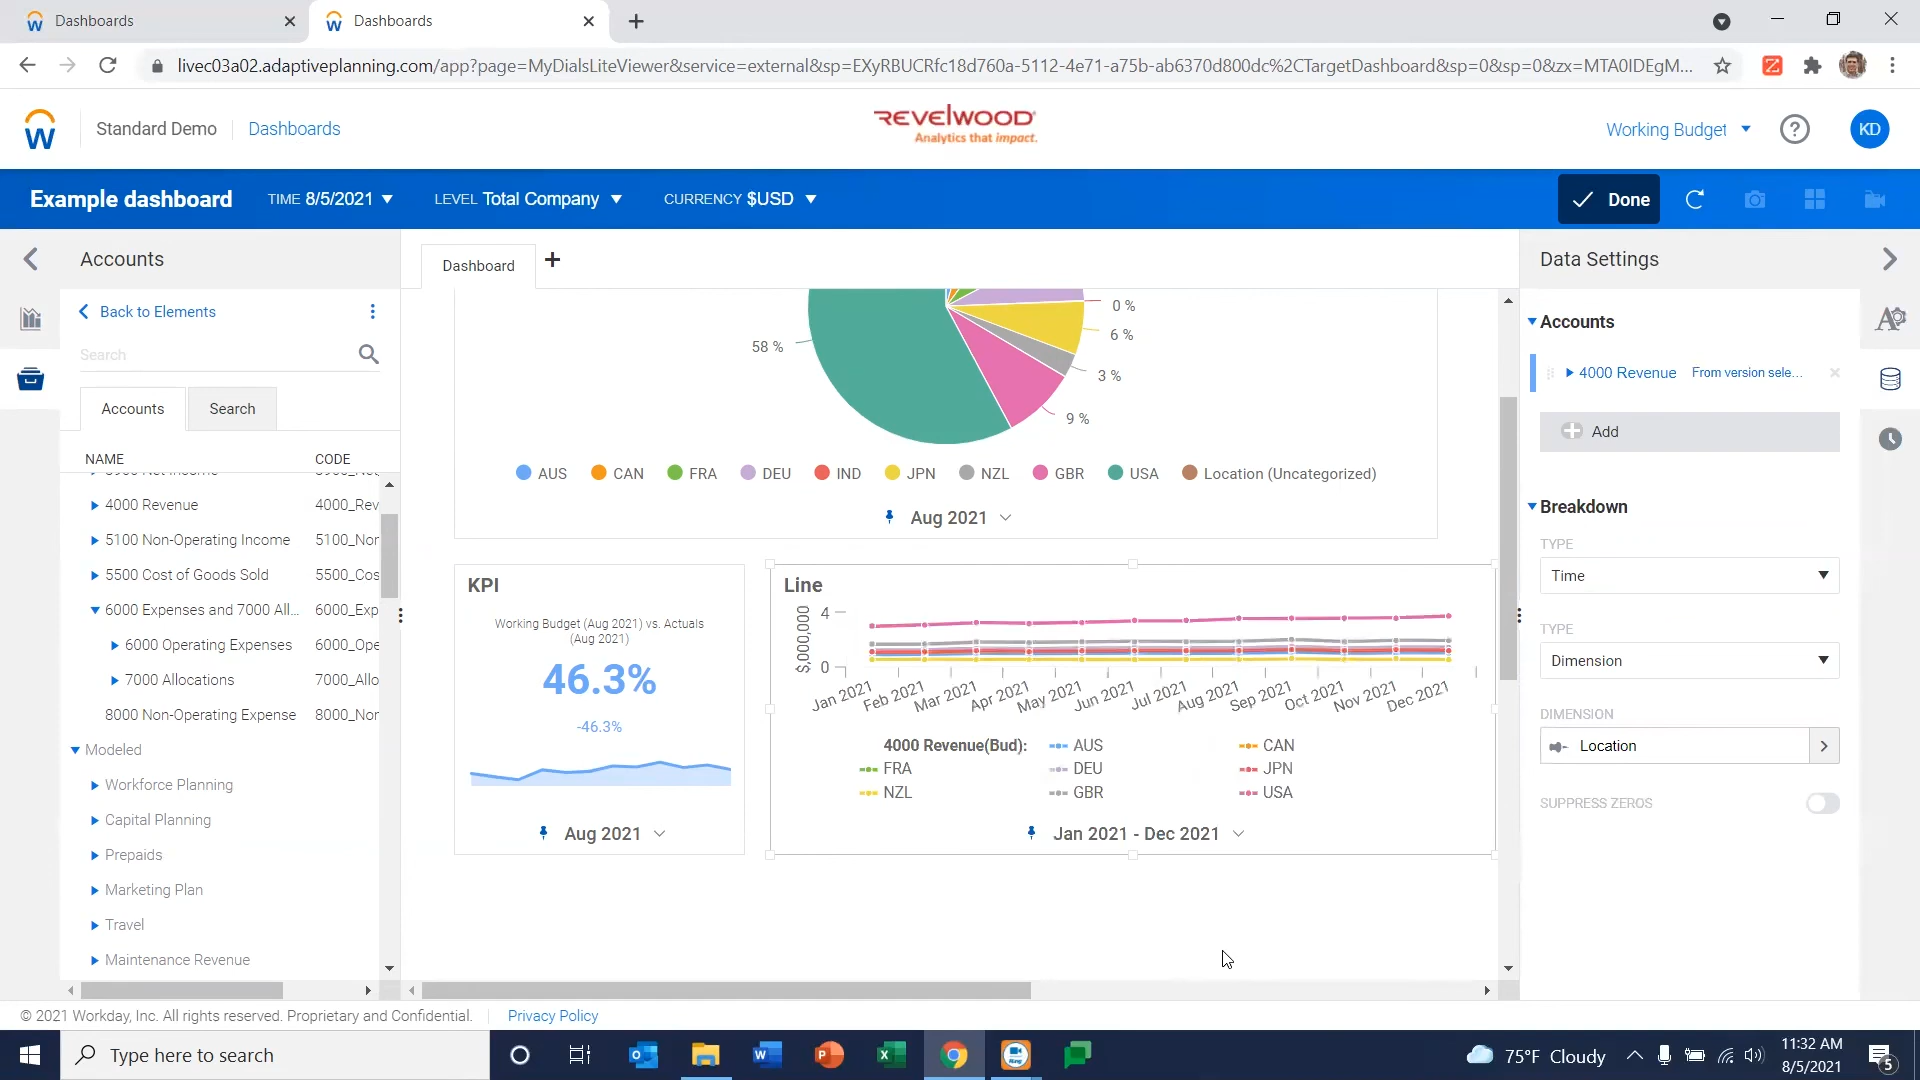 Dashboards
Dashboards
livec03a02.adaptiveplanning.com/app?page=MyDialsLiteViewer&service=external&sp=EXyRBUCRfc18d760a-5112-4e71-a75b-ab6370d800dc%2CTargetDashboard&sp=0&sp=0&zx=MTA0IDEgM...
Standard Demo
Dashboards
REVELWOOD
Analytics that impact.
Working Budget
KD
Example dashboard
TIME 8/5/2021
LEVEL Total Company
CURRENCY $USD
Done
Accounts
Back to Elements
Search
Accounts
Search
NAME
CODE
4000 Revenue
4000_Rev
5100 Non-Operating Income
5100_Nor
5500 Cost of Goods Sold
5500_Cos
6000 Expenses and 7000 All...
6000_Exp
6000 Operating Expenses
6000_Ope
7000 Allocations
7000_Allo
8000 Non-Operating Expense
8000_Nor
Modeled
Workforce Planning
Capital Planning
Prepaids
Marketing Plan
Travel
Maintenance Revenue
Dashboard
0 %
6 %
58 %
3 %
9 %
AUS
CAN
FRA
DEU
IND
JPN
NZL
GBR
USA
Location (Uncategorized)
Aug 2021
KPI
Working Budget (Aug 2021) vs. Actuals
(Aug 2021)
46.3%
-46.3%
Aug 2021
Line
$,000,000
4
0
Jan 2021
Feb 2021
Mar 2021
Apr 2021
May 2021
Jun 2021
Jul 2021
Aug 2021
Sep 2021
Oct 2021
Nov 2021
Dec 2021
4000 Revenue(Bud):
AUS
CAN
FRA
DEU
JPN
NZL
GBR
USA
Jan 2021 - Dec 2021
Data Settings
Accounts
4000 Revenue
From version sele...
Add
Breakdown
TYPE
Time
TYPE
Dimension
DIMENSION
Location
SUPPRESS ZEROS
© 2021 Workday, Inc. All rights reserved. Proprietary and Confidential.
Privacy Policy
Type here to search
75°F Cloudy
11:32 AM
8/5/2021
5